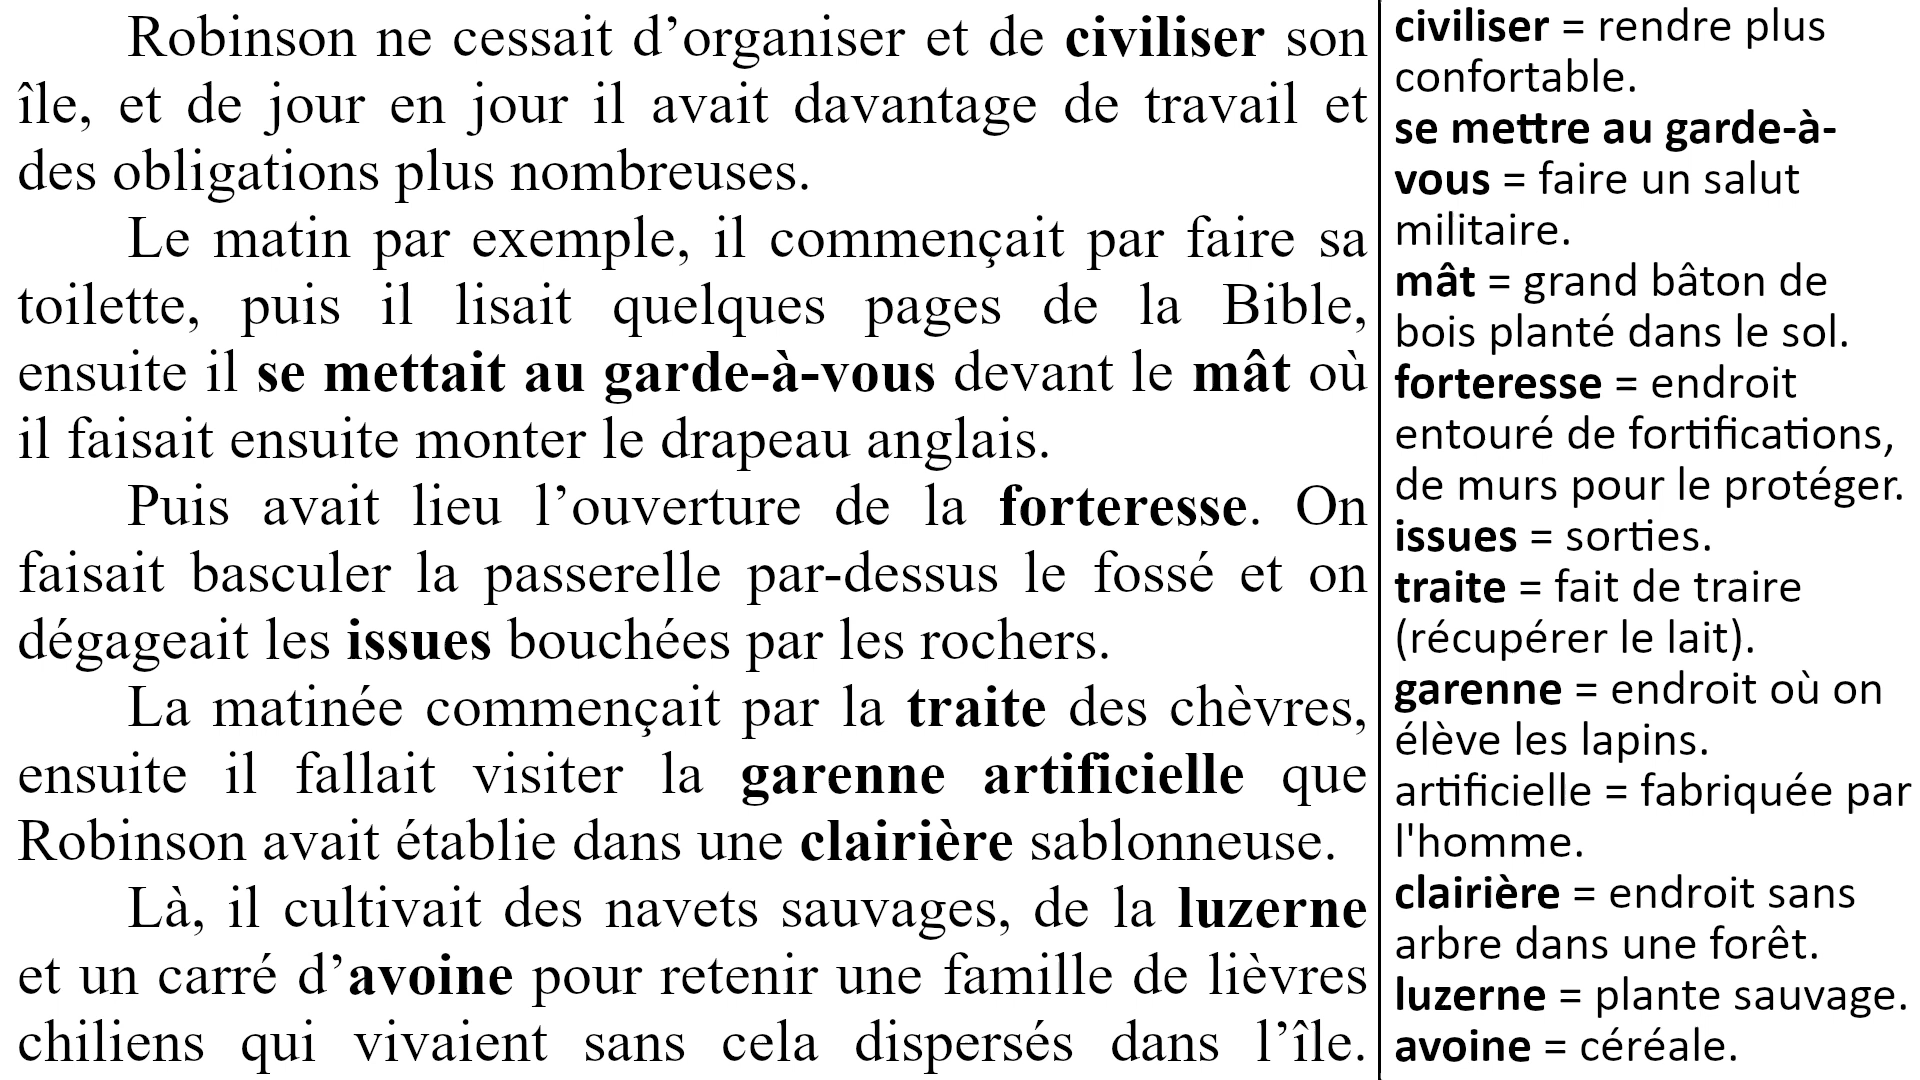 Robinson ne cessait d’organiser et de civiliser son
île, et de jour en jour il avait davantage de travail et
des obligations plus nombreuses.
Le matin par exemple, il commençait par faire sa
toilette, puis il lisait quelques pages de la Bible,
ensuite il se mettait au garde-à-vous devant le mât où
il faisait ensuite monter le drapeau anglais.
Puis avait lieu l’ouverture de la forteresse. On
faisait basculer la passerelle par-dessus le fossé et on
dégageait les issues bouchées par les rochers.
La matinée commençait par la traite des chèvres,
ensuite il fallait visiter la garenne artificielle que
Robinson avait établie dans une clairière sablonneuse.
Là, il cultivait des navets sauvages, de la luzerne
et un carré d’avoine pour retenir une famille de lièvres
chiliens qui vivaient sans cela dispersés dans l’île.
civiliser = rendre plus
confortable.
se mettre au garde-à-
vous = faire un salut
militaire.
mât = grand bâton de
bois planté dans le sol.
forteresse = endroit
entouré de fortifications,
de murs pour le protéger.
issues = sorties.
traite = fait de traire
(récupérer le lait).
garenne = endroit où on
élève les lapins.
artificielle = fabriquée par
l'homme.
clairière = endroit sans
arbre dans une forêt.
luzerne = plante sauvage.
avoine = céréale.